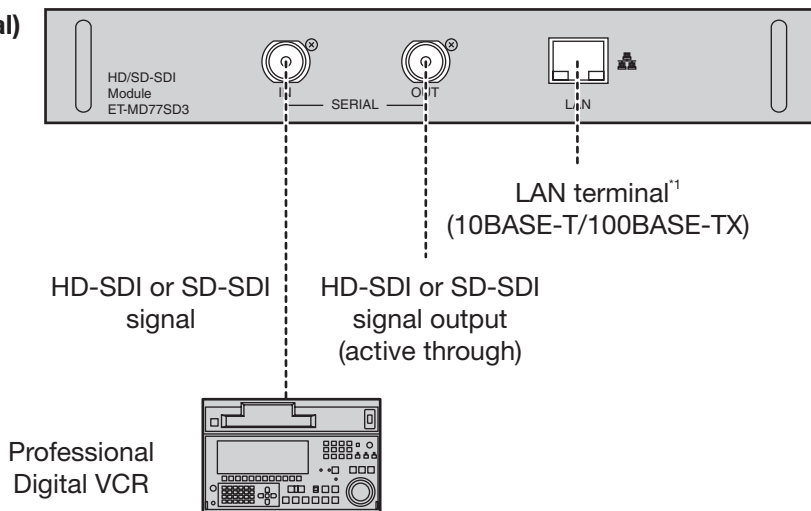 al)
HD/SD-SDI
Module
ET-MD77SD3
IN
SERIAL
OUT
LAN
LAN terminal*1
(10BASE-T/100BASE-TX)
HD-SDI or SD-SDI
signal
HD-SDI or SD-SDI
signal output
(active through)
Professional
Digital VCR